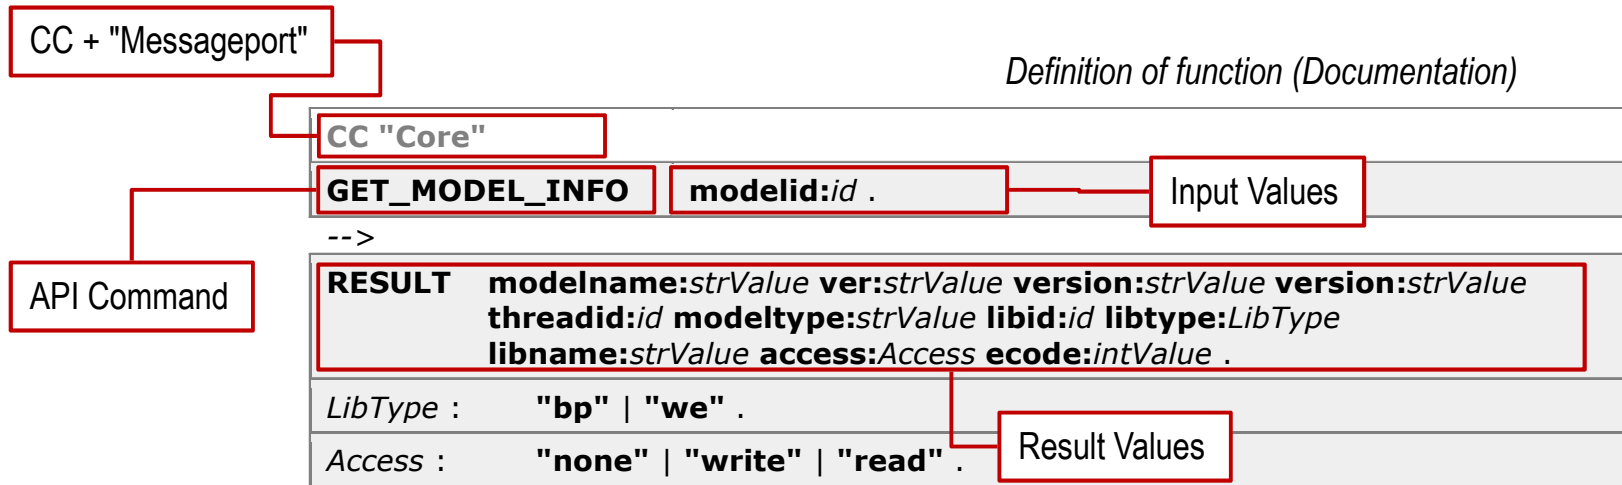 CC + "Messageport"
Definition of function (Documentation)
CC "Core"
GET_MODEL_INFO modelid:id .
Input Values
-->
API Command
RESULT modelname:strValue ver:strValue version:strValue version:strValue
threadid:id modeltype:strValue libid:id libtype:LibType
libname:strValue access:Access ecode:intValue .
LibType : "bp" | "we" .
Result Values
Access : "none" | "write" | "read" .